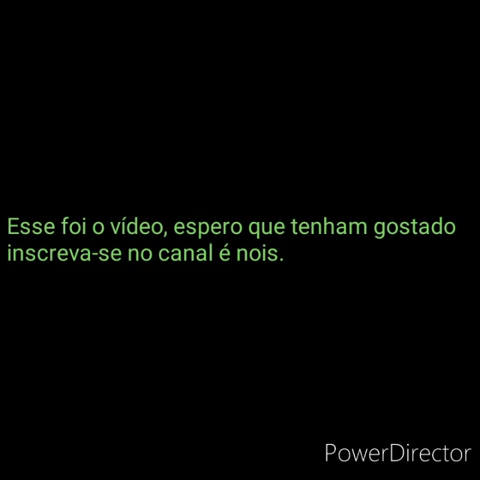 Esse foi o vídeo, espero que tenham gostado
inscreva-se no canal é nois.
PowerDirector